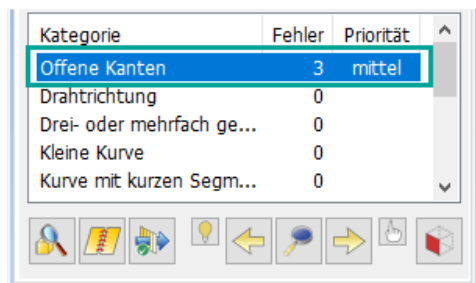 Kategorie Fehler Priorität
Offene Kanten 3 mittel
Drahtrichtung 0
Drei- oder mehrfach ge... 0
Kleine Kurve 0
Kurve mit kurzen Segm... 0